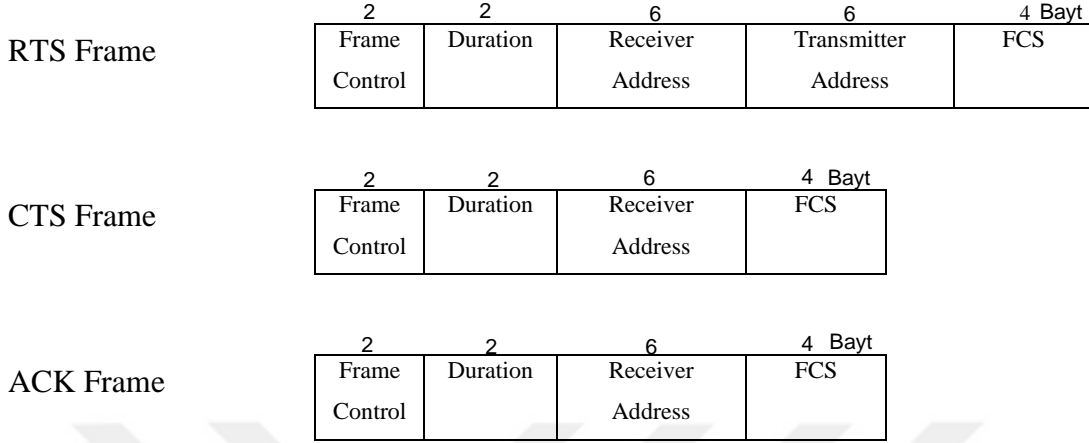 2 2 6 6 4 Bayt
RTS Frame
Frame Duration Receiver Transmitter FCS
Control Address Address
2 2 6 4 Bayt
CTS Frame
Frame Duration Receiver FCS
Control Address
2 2 6 4 Bayt
ACK Frame
Frame Duration Receiver FCS
Control Address